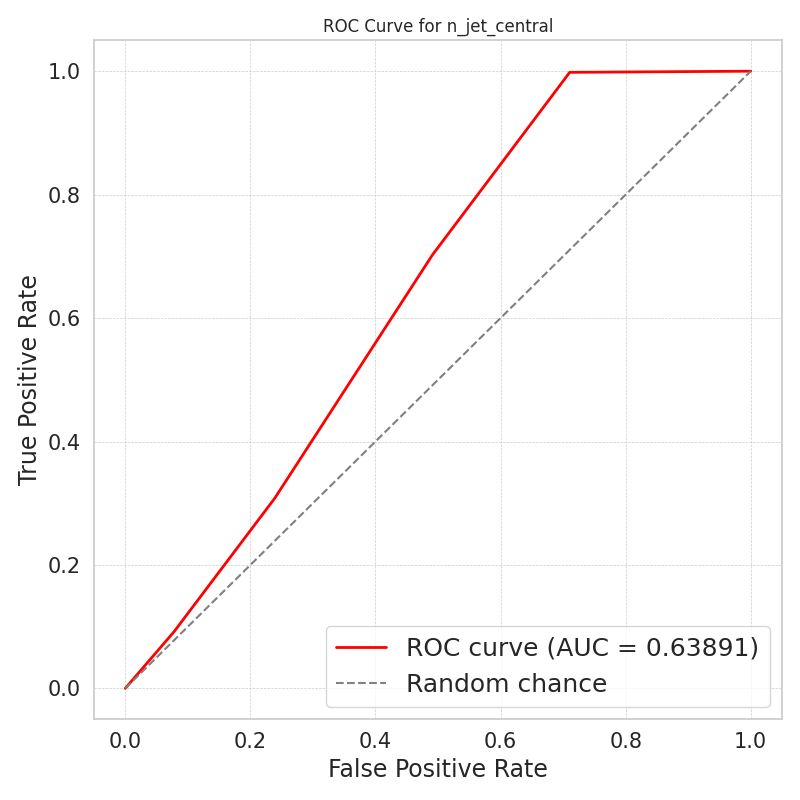 ROC Curve for n_jet_central
1.0
0.8
0.6
0.4
0.2
0.0
True Positive Rate
ROC curve (AUC = 0.63891)
Random chance
0.0 0.2 0.4 0.6 0.8 1.0
False Positive Rate